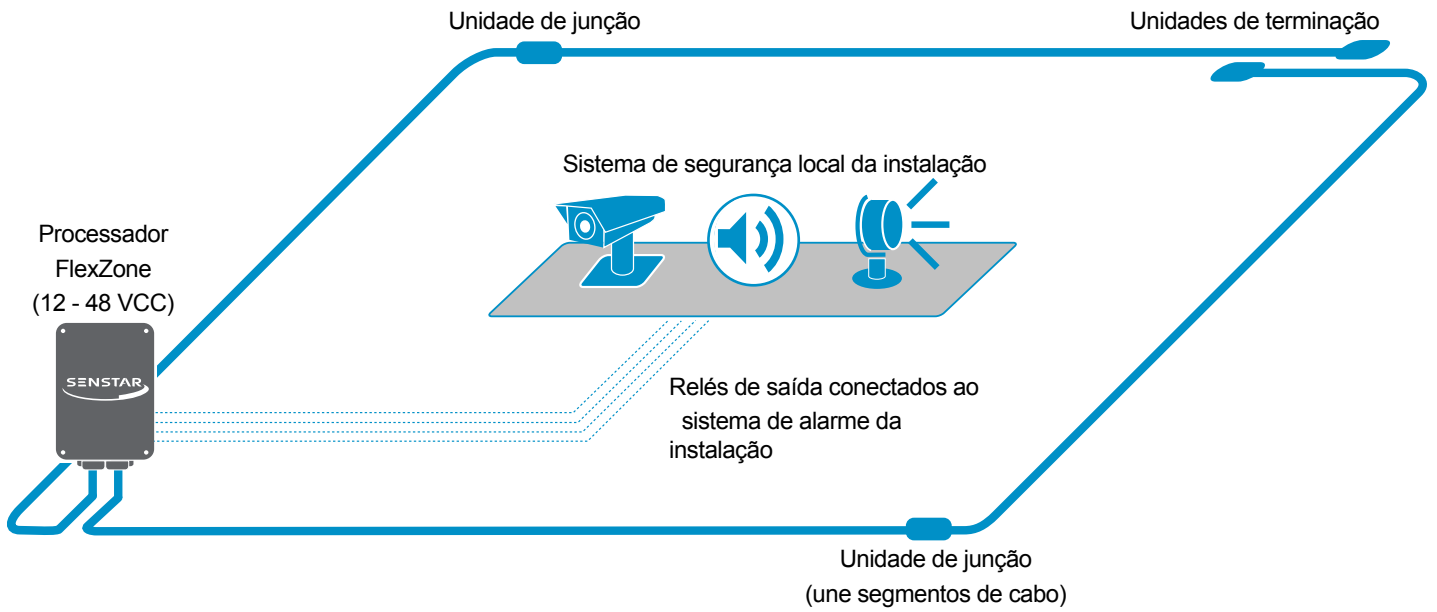 Unidade de junção
Unidades de terminação
Sistema de segurança local da instalação
Processador
FlexZone
(12 - 48 VCC)
SENSTAR
Relés de saída conectados ao
sistema de alarme da
instalação
Unidade de junção
(une segmentos de cabo)